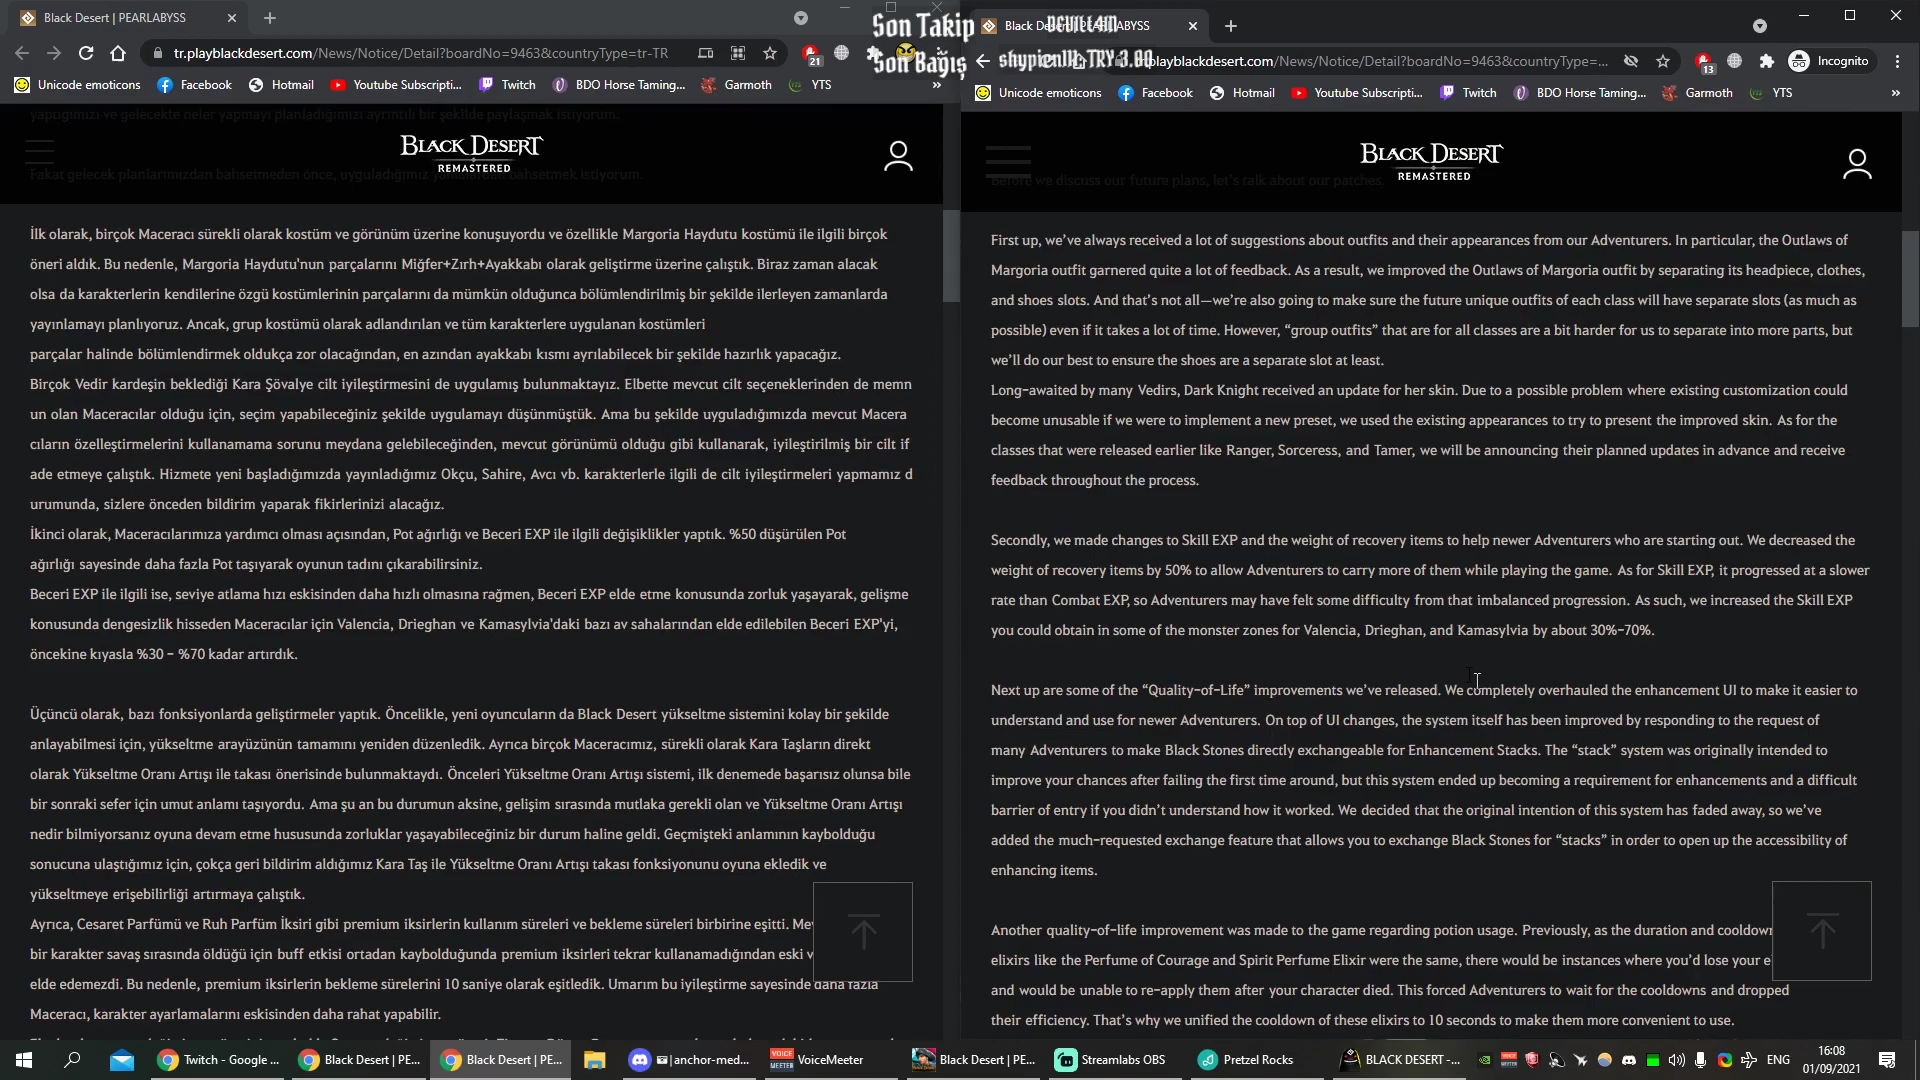 Black Desert | PEARLABYSS
tr.playblackdesert.com/News/Notice/Detail?boardNo=9463&countryType=tr-TR
21
Unicode emoticons
Facebook
Hotmail
Youtube Subscripti...
Twitch
BDO Horse Taming...
Garmoth
YTS
»
yaptığımızı ve gelecekte neler yapmayı planladığımızı ayrıntılı bir şekilde paylaşmak istiyorum.
BLACK DESERT
REMASTERED
Fakat gelecek planlarımızdan bahsetmeden önce, uyguladığımız yamalardan bahsetmek istiyorum.
İlk olarak, birçok Maceracı sürekli olarak kostüm ve görünüm üzerine konuşuyordu ve özellikle Margoria Haydutu kostümü ile ilgili birçok
öneri aldık. Bu nedenle, Margoria Haydutu'nun parçalarını Miğfer+Zırh+Ayakkabı olarak geliştirme üzerine çalıştık. Biraz zaman alacak
olsa da karakterlerin kendilerine özgü kostümlerinin parçalarını da mümkün olduğunca bölümlendirilmiş bir şekilde ilerleyen zamanlarda
yayınlamayı planlıyoruz. Ancak, grup kostümü olarak adlandırılan ve tüm karakterlere uygulanan kostümleri
parçalar halinde bölümlendirmek oldukça zor olacağından, en azından ayakkabı kısmı ayrılabilecek bir şekilde hazırlık yapacağız.
Birçok Vedir kardeşin beklediği Kara Şövalye cilt iyileştirmesini de uygulamış bulunmaktayız. Elbette mevcut cilt seçeneklerinden de memn
un olan Maceracılar olduğu için, seçim yapabileceğiniz şekilde uygulamayı düşünmüştük. Ama bu şekilde uyguladığımızda mevcut Macera
cıların özelleştirmelerini kullanamama sorunu meydana gelebileceğinden, mevcut görünümü olduğu gibi kullanarak, iyileştirilmiş bir cilt if
ade etmeye çalıştık. Hizmete yeni başladığımızda yayınladığımız Okçu, Sahire, Avcı vb. karakterlerle ilgili de cilt iyileştirmeleri yapmamız d
urumunda, sizlere önceden bildirim yaparak fikirlerinizi alacağız.
İkinci olarak, Maceracılarımıza yardımcı olması açısından, Pot ağırlığı ve Beceri EXP ile ilgili değişiklikler yaptık. %50 düşürülen Pot
ağırlığı sayesinde daha fazla Pot taşıyarak oyunun tadını çıkarabilirsiniz.
Beceri EXP ile ilgili ise, seviye atlama hızı eskisinden daha hızlı olmasına rağmen, Beceri EXP elde etme konusunda zorluk yaşayarak, gelişme
konusunda dengesizlik hisseden Maceracılar için Valencia, Drieghan ve Kamasylvia'daki bazı av sahalarından elde edilebilen Beceri EXP'yi,
öncekine kıyasla %30 - %70 kadar artırdık.
Üçüncü olarak, bazı fonksiyonlarda geliştirmeler yaptık. Öncelikle, yeni oyuncuların da Black Desert yükseltme sistemini kolay bir şekilde
anlayabilmesi için, yükseltme arayüzünün tamamını yeniden düzenledik. Ayrıca birçok Maceracımız, sürekli olarak Kara Taşların direkt
olarak Yükseltme Oranı Artışı ile takası önerisinde bulunmaktaydı. Önceleri Yükseltme Oranı Artışı sistemi, ilk denemede başarısız olunsa bile
bir sonraki sefer için umut anlamı taşıyordu. Ama şu an bu durumun aksine, gelişim sırasında mutlaka gerekli olan ve Yükseltme Oranı Artışı
nedir bilmiyorsanız oyuna devam etme hususunda zorluklar yaşayabileceğiniz bir durum haline geldi. Geçmişteki anlamının kaybolduğu
sonucuna ulaştığımız için, çokça geri bildirim aldığımız Kara Taş ile Yükseltme Oranı Artışı takası fonksiyonunu oyuna ekledik ve
yükseltmeye erişebilirliği artırmaya çalıştık.
Ayrıca, Cesaret Parfümü ve Ruh Parfüm İksiri gibi premium iksirlerin kullanım süreleri ve bekleme süreleri birbirine eşitti.
bir karakter savaş sırasında öldüğü için buff etkisi ortadan kaybolduğunda premium iksirleri tekrar kullanamadığından eski
elde edemezdi. Bu nedenle, premium iksirlerin bekleme sürelerini 10 saniye olarak eşitledik. Umarım bu iyileştirme sayesinde daha fazla
Maceracı, karakter ayarlamalarını eskisinden daha rahat yapabilir.
Son Takip
Son Bağış
DEVILL4IN
shypien1b TRY 3.00
Black Desert | PEARLABYSS
playblackdesert.com/News/Notice/Detail?boardNo=9463&countryType=...
13
Incognito
Unicode emoticons
Facebook
Hotmail
Youtube Subscripti...
Twitch
BDO Horse Taming...
Garmoth
YTS
»
BLACK DESERT
REMASTERED
Before we discuss our future plans, let's talk about our patches.
First up, we've always received a lot of suggestions about outfits and their appearances from our Adventurers. In particular, the Outlaws of
Margoria outfit garnered quite a lot of feedback. As a result, we improved the Outlaws of Margoria outfit by separating its headpiece, clothes,
and shoes slots. And that's not all—we're also going to make sure the future unique outfits of each class will have separate slots (as much as
possible) even if it takes a lot of time. However, “group outfits” that are for all classes are a bit harder for us to separate into more parts, but
we'll do our best to ensure the shoes are a separate slot at least.
Long-awaited by many Vedirs, Dark Knight received an update for her skin. Due to a possible problem where existing customization could
become unusable if we were to implement a new preset, we used the existing appearances to try to present the improved skin. As for the
classes that were released earlier like Ranger, Sorceress, and Tamer, we will be announcing their planned updates in advance and receive
feedback throughout the process.
Secondly, we made changes to Skill EXP and the weight of recovery items to help newer Adventurers who are starting out. We decreased the
weight of recovery items by 50% to allow Adventurers to carry more of them while playing the game. As for Skill EXP, it progressed at a slower
rate than Combat EXP, so Adventurers may have felt some difficulty from that imbalanced progression. As such, we increased the Skill EXP
you could obtain in some of the monster zones for Valencia, Drieghan, and Kamasylvia by about 30%-70%.
Next up are some of the “Quality-of-Life” improvements we've released. We completely overhauled the enhancement UI to make it easier to
understand and use for newer Adventurers. On top of UI changes, the system itself has been improved by responding to the request of
many Adventurers to make Black Stones directly exchangeable for Enhancement Stacks. The “stack” system was originally intended to
improve your chances after failing the first time around, but this system ended up becoming a requirement for enhancements and a difficult
barrier of entry if you didn't understand how it worked. We decided that the original intention of this system has faded away, so we've
added the much-requested exchange feature that allows you to exchange Black Stones for “stacks” in order to open up the accessibility of
enhancing items.
Another quality-of-life improvement was made to the game regarding potion usage. Previously, as the duration and cooldown
elixirs like the Perfume of Courage and Spirit Perfume Elixir were the same, there would be instances where you'd lose your
and would be unable to re-apply them after your character died. This forced Adventurers to wait for the cooldowns and dropped
their efficiency. That's why we unified the cooldown of these elixirs to 10 seconds to make them more convenient to use.
Twitch - Google ...
Black Desert | PE...
Black Desert | PE...
|anchor-med...
VOICE MEETER
VoiceMeeter
Black Desert | PE...
Streamlabs OBS
Pretzel Rocks
BLACK DESERT -...
ENG
16:08
01/09/2021